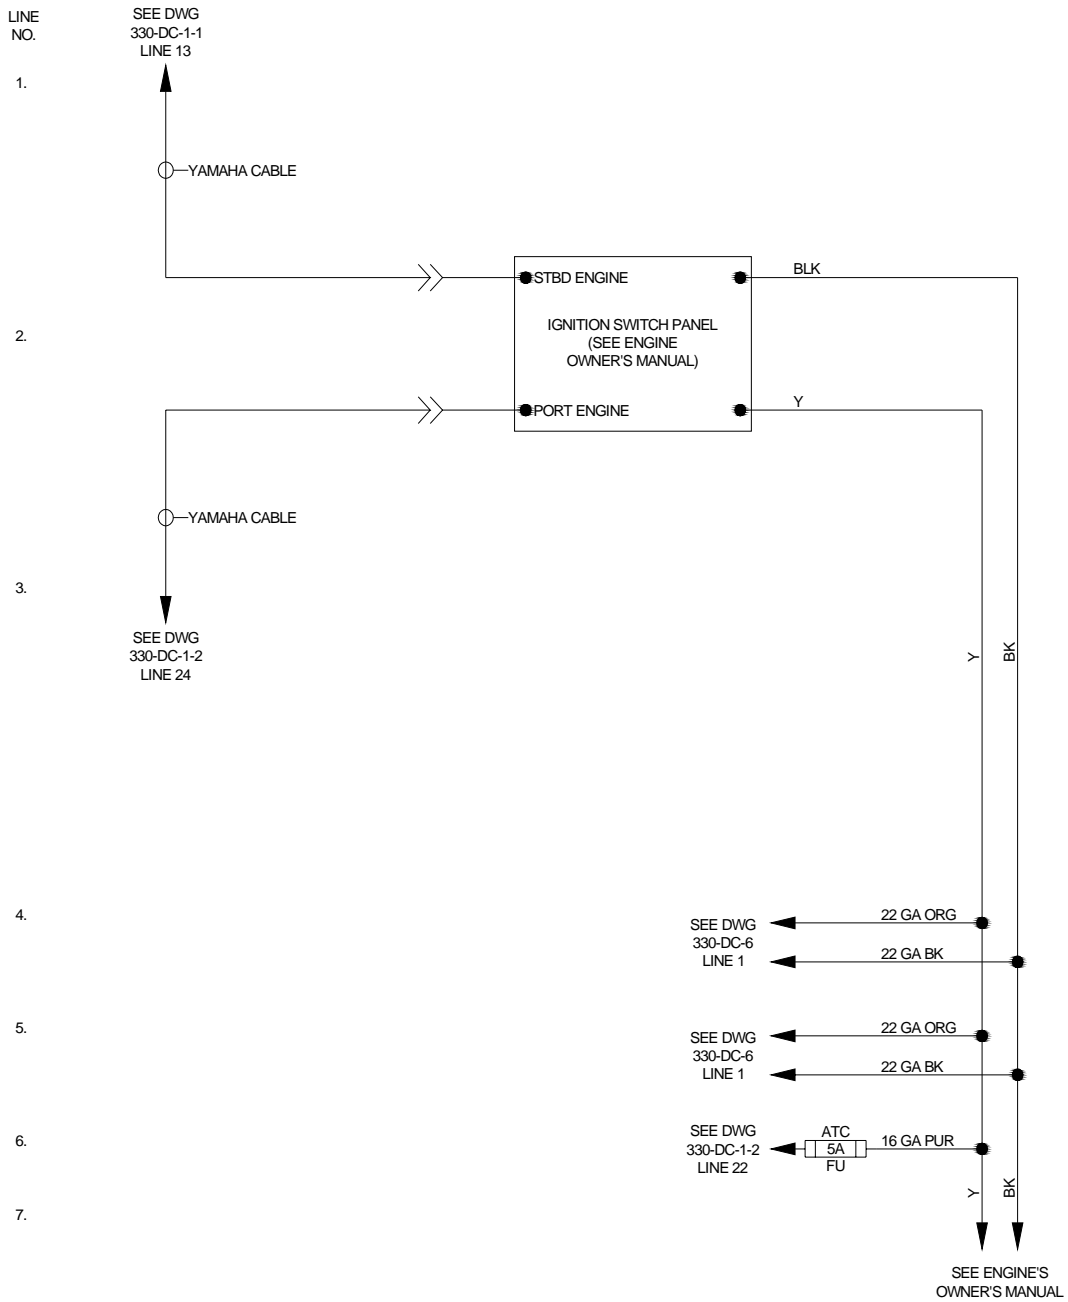 LINE
NO.
SEE DWG
330-DC-1-1
LINE 13
1.
YAMAHA CABLE
STBD ENGINE
BLK
2.
IGNITION SWITCH PANEL
(SEE ENGINE
OWNER'S MANUAL)
PORT ENGINE
Y
YAMAHA CABLE
3.
SEE DWG
330-DC-1-2
LINE 24
Y
BK
4.
SEE DWG
330-DC-6
LINE 1
22 GA ORG
22 GA BK
5.
SEE DWG
330-DC-6
LINE 1
22 GA ORG
22 GA BK
6.
SEE DWG
330-DC-1-2
LINE 22
ATC
5A
FU
16 GA PUR
Y
BK
7.
SEE ENGINE'S
OWNER'S MANUAL